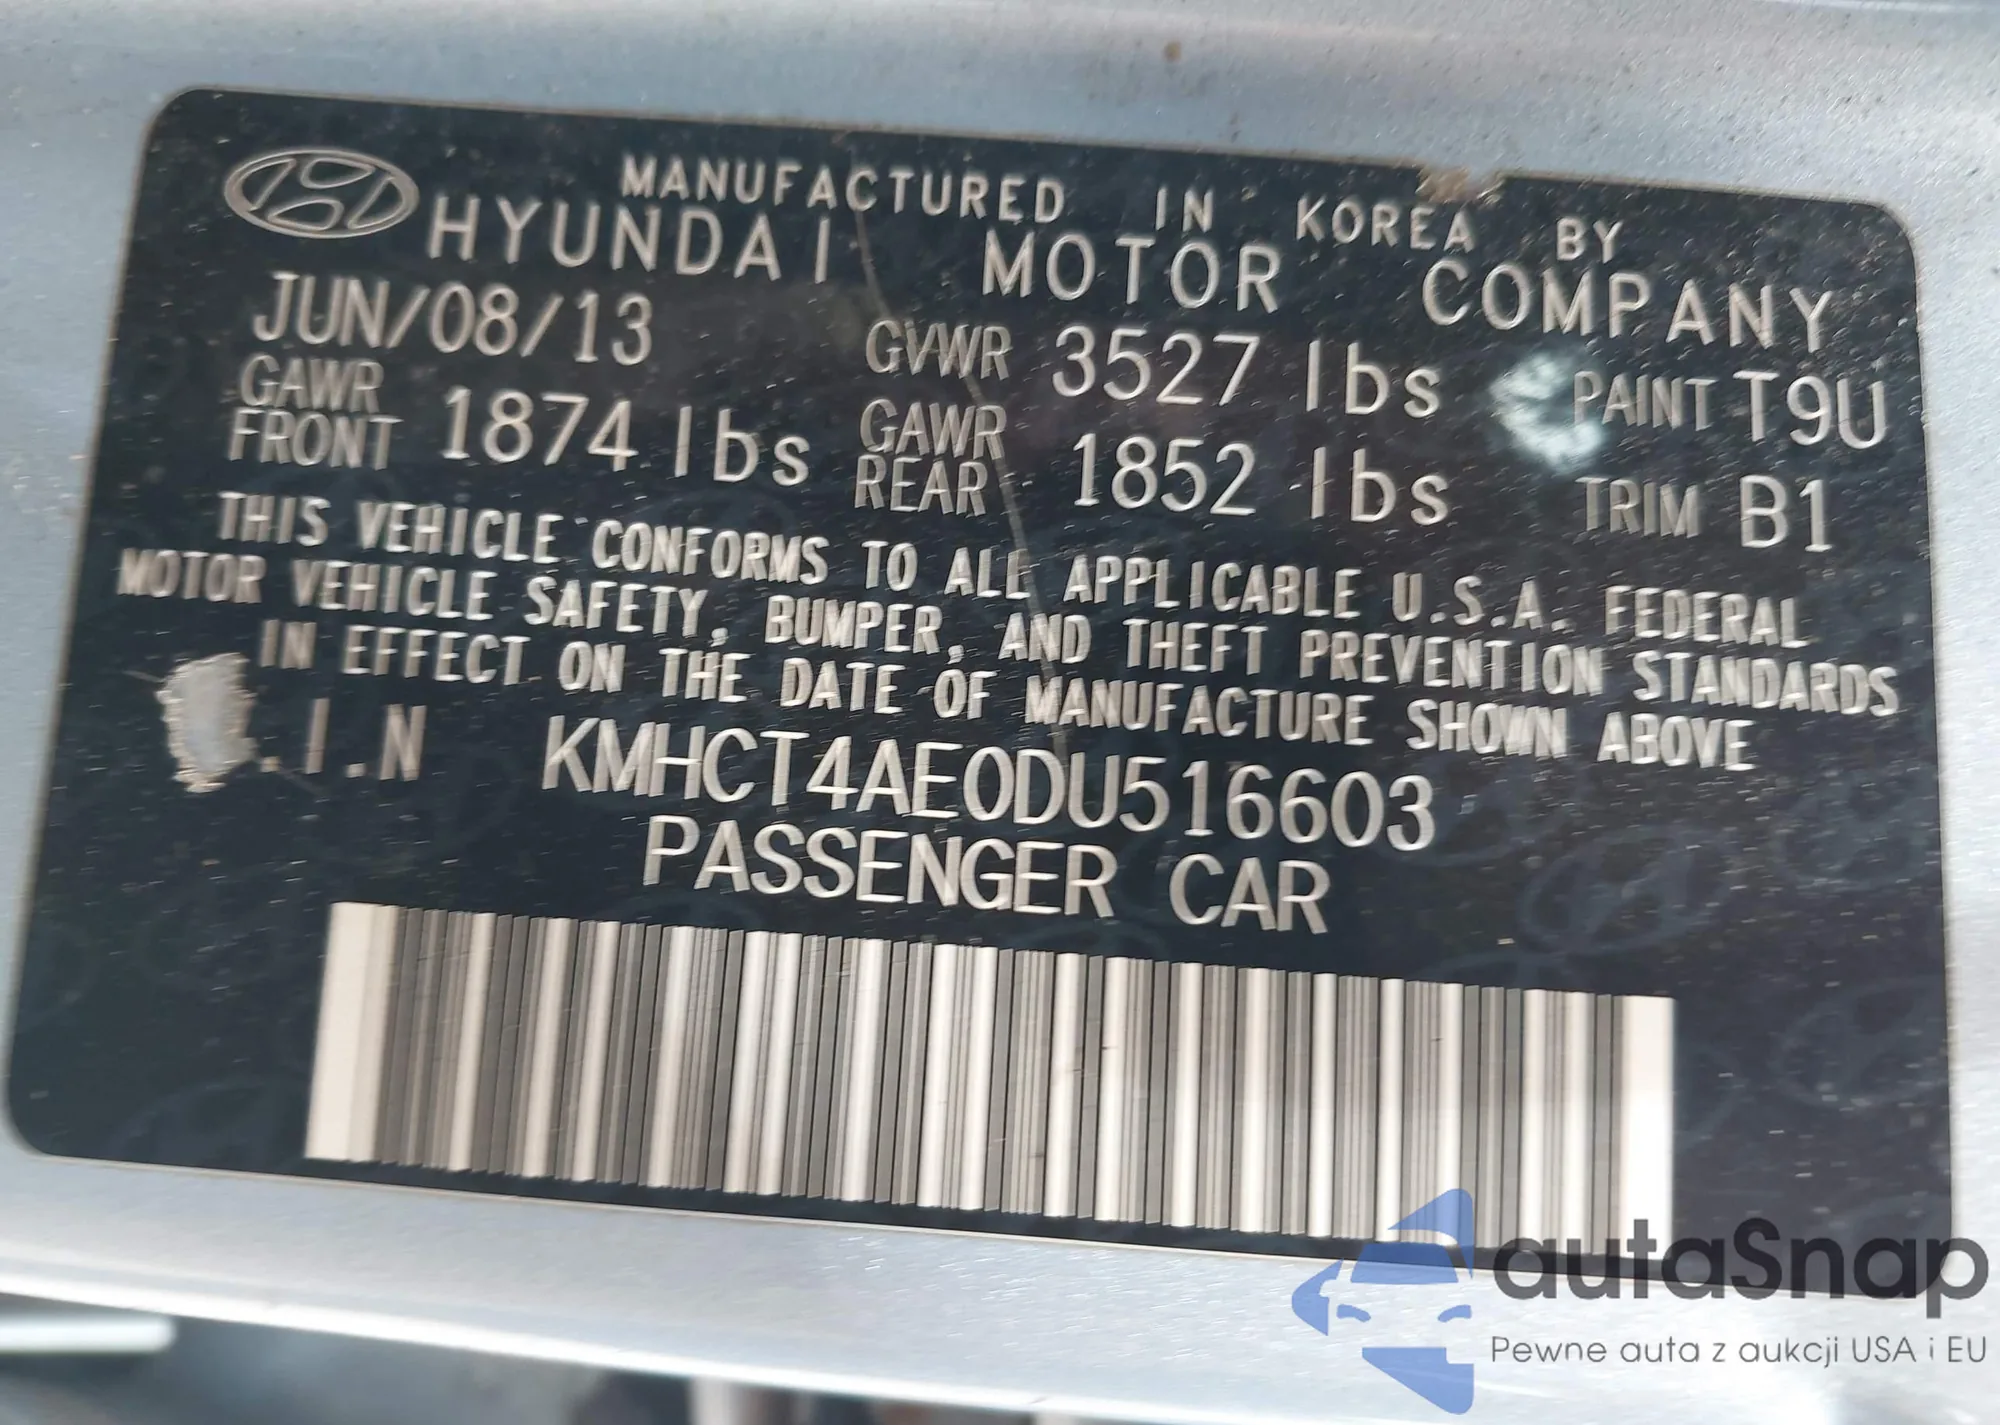 MANUFACTURED IN KOREA BY
HYUNDAI MOTOR COMPANY
JUN/08/13 GVWR 3527 lbs PAINT T9U
GAWR FRONT 1874 lbs GAWR REAR 1852 lbs TRIM B1
THIS VEHICLE CONFORMS TO ALL APPLICABLE U.S.A. FEDERAL
MOTOR VEHICLE SAFETY, BUMPER, AND THEFT PREVENTION STANDARDS
IN EFFECT ON THE DATE OF MANUFACTURE SHOWN ABOVE
.I.N KMHCT4AE0DU516603
PASSENGER CAR
autaSnap
Pewne auta z aukcji USA i EU